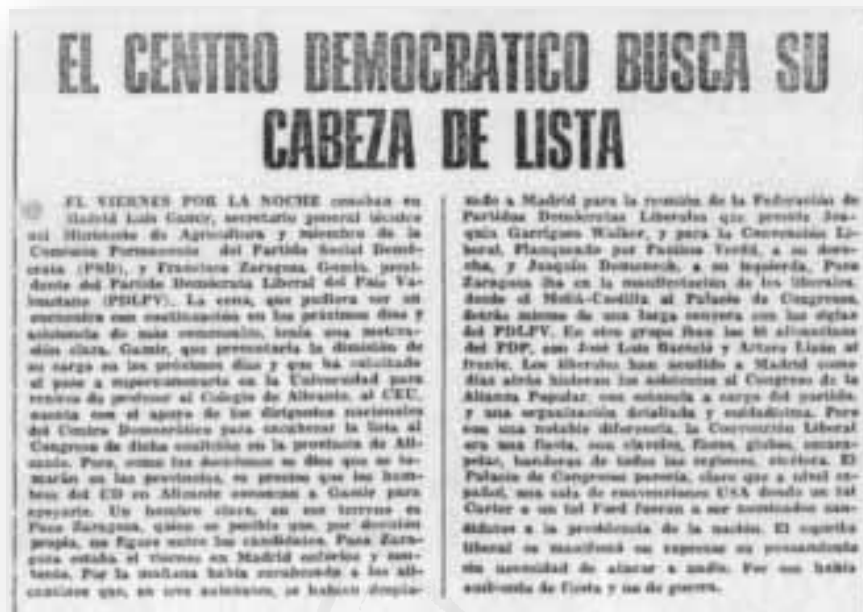 EL CENTRO DEMOCRATICO BUSCA SU
CABEZA DE LISTA
EL VIERNES POR LA NOCHE cenaban en
Madrid Luis Gamir, secretario general técnico
del Ministerio de Agricultura y miembro de la
Comisión Permanente del Partido Social Demó-
crata (PSD), y Francisco Zaragoza Gomis, presi-
dente del Partido Demócrata Liberal del País Va-
lenciano (PDLPV). La cena, que pudiera ver su
encuentro con continuación en los próximos días y
asistencia de más comensales, tenía una motiva-
ción clara. Gamir, que presentaría la dimisión de
su cargo en los próximos días y que ha solicitado
el pase a supernumerario en la Universidad para
venirse de profesor al Colegio de Alicante, al CEU,
cuenta con el apoyo de los dirigentes nacionales
del Centro Democrático para encabezar la lista al
Congreso de dicha coalición en la provincia de Ali-
cante. Pero, como las decisiones se dice que se to-
marán en las provincias, es preciso que los hom-
bres del CD en Alicante conozcan a Gamir para
apoyarle. Un hombre clave, en ese terreno es
Paco Zaragoza, quien es posible que, por decisión
propia, no figure entre los candidatos. Paco Zara-
goza estaba el viernes en Madrid eufórico y con-
tento. Por la mañana había encabezado a los ali-
cantinos que, en tres autobuses, se habían despla-
zado a Madrid para la reunión de la Federación de
Partidos Demócratas Liberales que preside Joa-
quín Garrigues Walker, y para la Convención Li-
beral. Flanqueado por Paulino Verdú, a su dere-
cha, y Joaquín Domenech, a su izquierda, Paco
Zaragoza iba en la manifestación de los liberales,
desde el Meliá-Castilla al Palacio de Congresos,
detrás mismo de una larga senyera con las siglas
del PDLPV. En otro grupo iban los alicantinos
del PDP, con José Luis Barceló y Arturo Lizón al
frente. Los liberales han acudido a Madrid como
días atrás hicieran los asistentes al Congreso de la
Alianza Popular, con estancia a cargo del partido,
y una organización detallada y cuidadísima. Pero
con una notable diferencia, la Convención Liberal
era una fiesta, con claveles, flores, globos, escara-
pelas, banderas de todas las regiones, etcétera. El
Palacio de Congresos parecía, claro que a nivel es-
pañol, una sala de convenciones USA donde un tal
Carter o un tal Ford fueran a ser nominados can-
didatos a la presidencia de la nación. El espíritu
liberal se manifestó en expresar su pensamiento
sin necesidad de atacar a nadie. Por eso había
ambiente de fiesta y no de guerra.